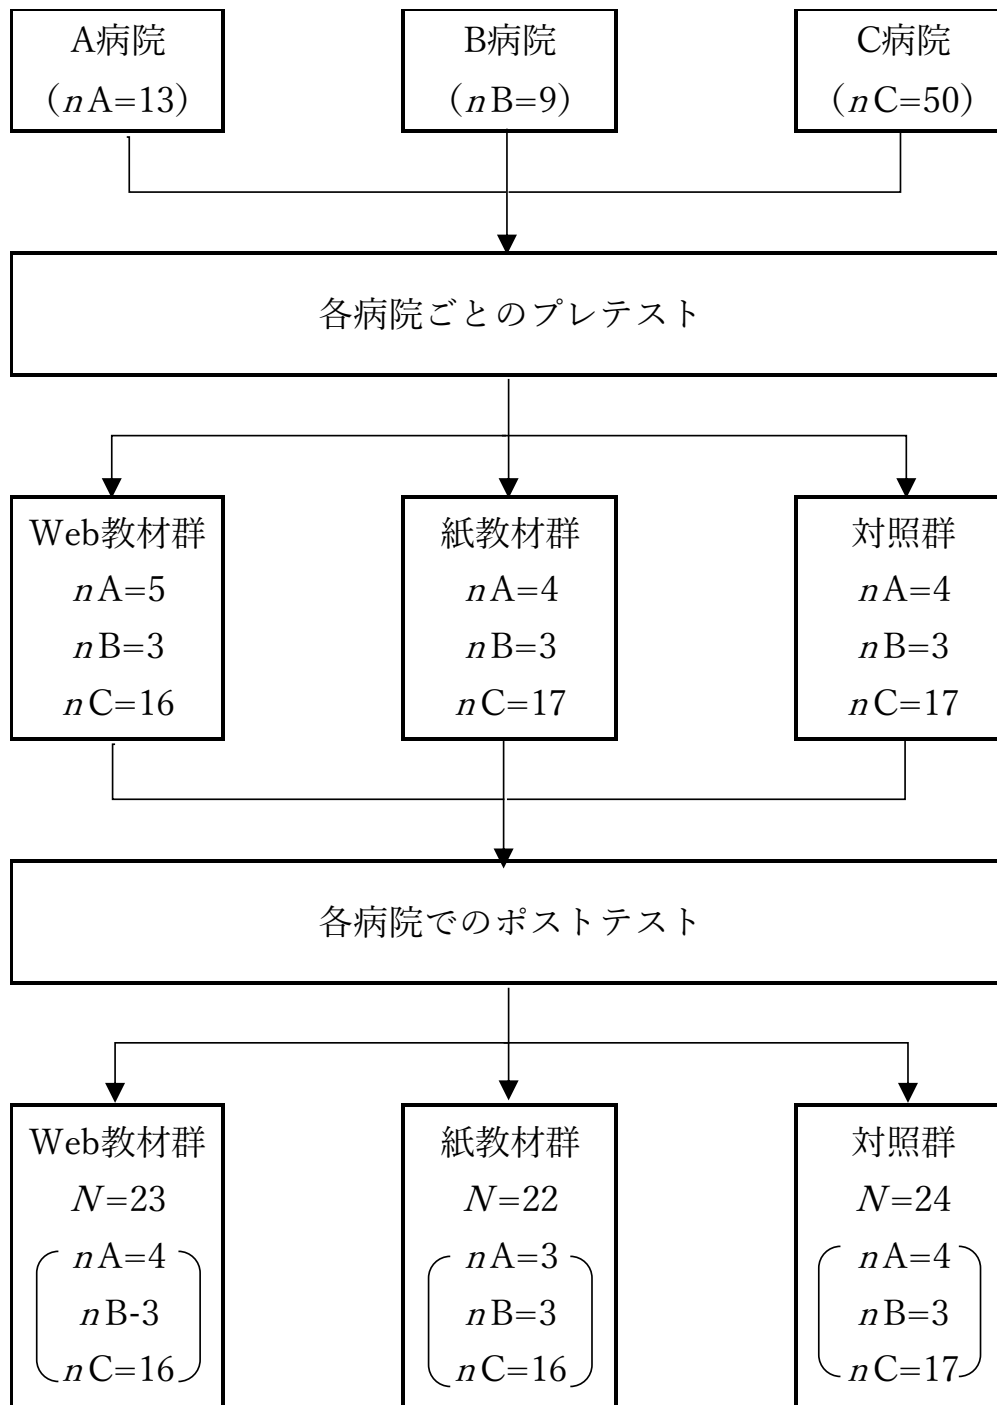 A病院
（nA=13）
B病院
（nB=9）
C病院
（nC=50）
各病院ごとのプレテスト
Web教材群
nA=5
nB=3
nC=16
紙教材群
nA=4
nB=3
nC=17
対照群
nA=4
nB=3
nC=17
各病院でのポストテスト
Web教材群
N=23
nA=4
nB-3
nC=16
紙教材群
N=22
nA=3
nB=3
nC=16
対照群
N=24
nA=4
nB=3
nC=17